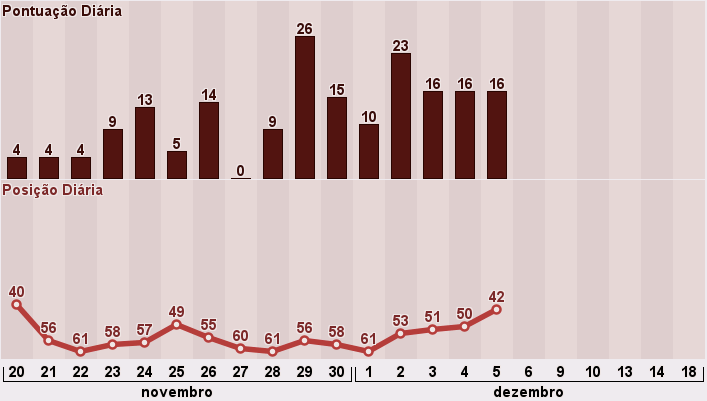 Pontuação Diária
4 4 4 9 13 5 14 0 9 26 15 10 23 16 16 16
Posição Diária
40 56 61 58 57 49 55 60 61 56 58 61 53 51 50 42
20 21 22 23 24 25 26 27 28 29 30 1 2 3 4 5 6 9 10 13 14 18
novembro dezembro